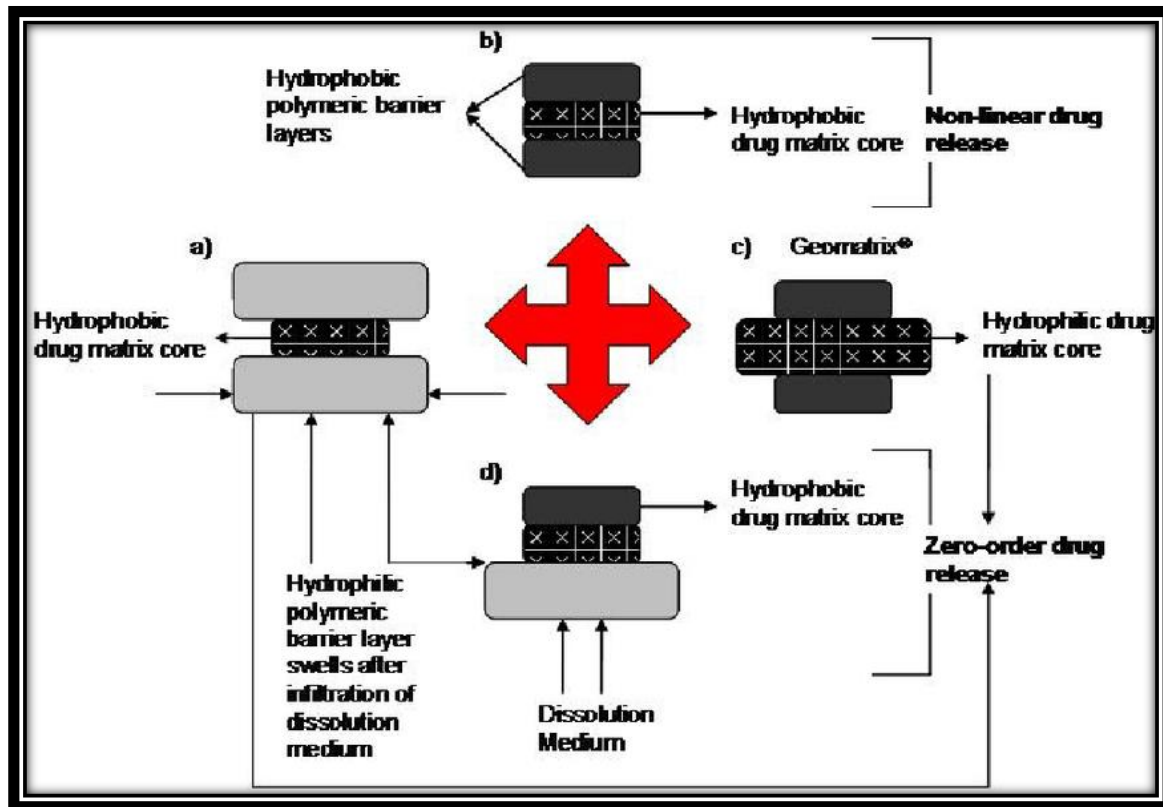 b)
Hydrophobic
polymeric barrier
layers
Hydrophobic
drug matrix core
Non-linear drug
release
a)
Hydrophobic
drug matrix core
c) Geomatrix®
Hydrophilic drug
matrix core
d)
Hydrophobic
drug matrix core
Zero-order drug
release
Hydrophilic
polymeric
barrier layer
swells after
infiltration of
dissolution
medium
Dissolution
Medium